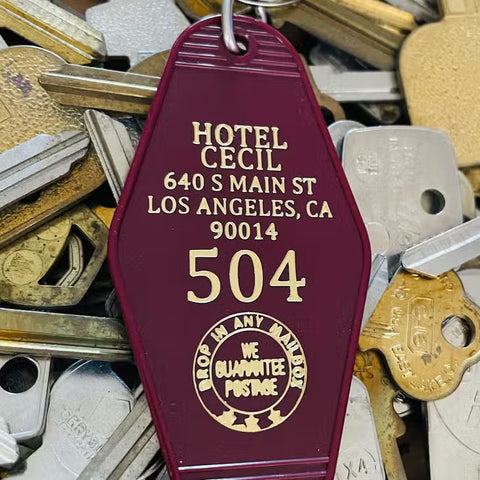 HOTEL
CECIL
640 S MAIN ST
LOS ANGELES, CA
90014
504
DROP IN ANY MAILBOX
WE
GUARANTEE
POSTAGE